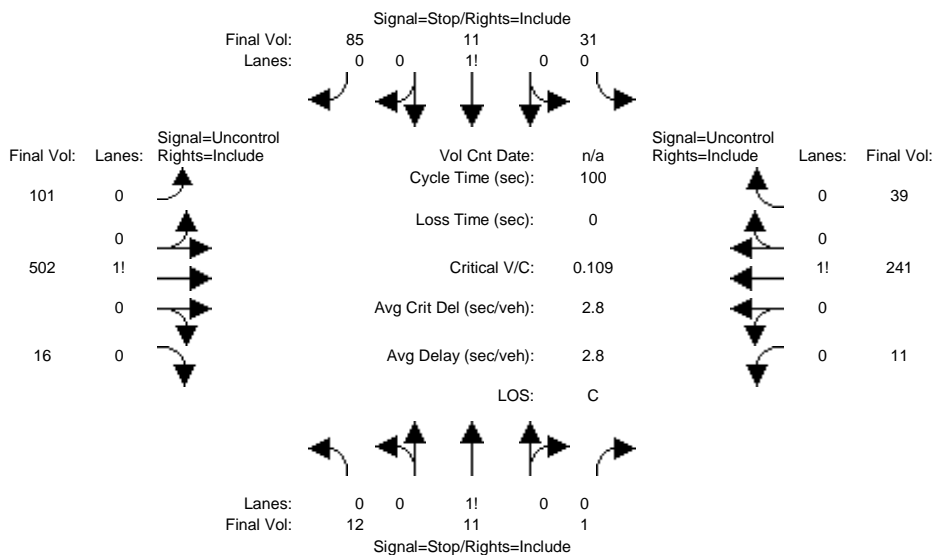 Signal=Stop/Rights=Include
Final Vol: 85 11 31
Lanes: 0 0 1! 0 0
Signal=Uncontrol
Final Vol: Lanes: Rights=Include
Vol Cnt Date: n/a
Signal=Uncontrol
Rights=Include Lanes: Final Vol:
Cycle Time (sec): 100
101 0
0 39
Loss Time (sec): 0
0
0
502 1!
Critical V/C: 0.109
1! 241
0
Avg Crit Del (sec/veh): 2.8
0
16 0
Avg Delay (sec/veh): 2.8
0 11
LOS: C
Lanes: 0 0 1! 0 0
Final Vol: 12 11 1
Signal=Stop/Rights=Include